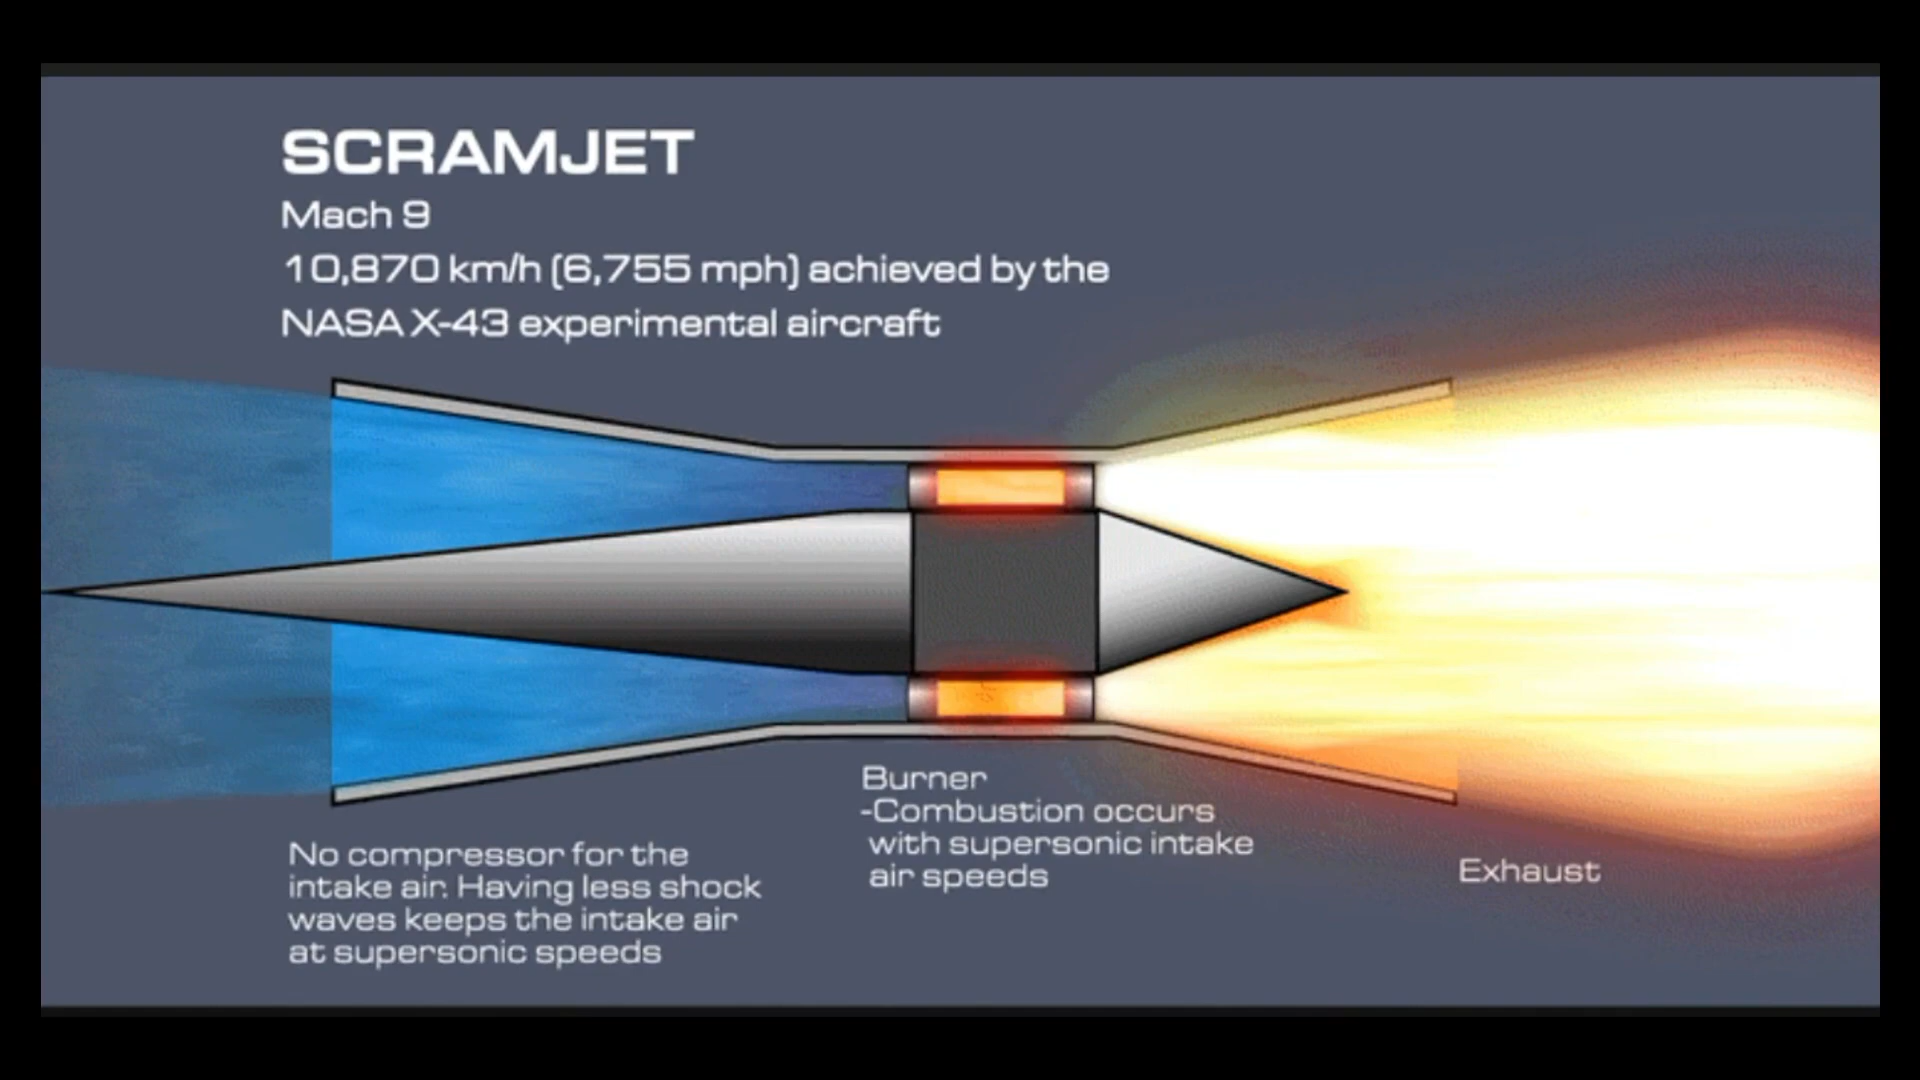 SCRAMJET
Mach 9
10,870 km/h (6,755 mph) achieved by the
NASA X-43 experimental aircraft
No compressor for the
intake air. Having less shock
waves keeps the intake air
at supersonic speeds
Burner
-Combustion occurs
with supersonic intake
air speeds
Exhaust